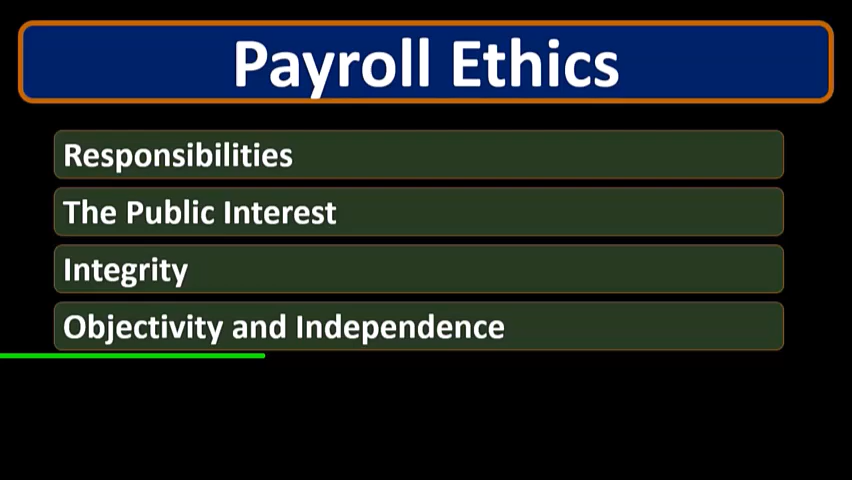 Payroll Ethics
Responsibilities
The Public Interest
Integrity
Objectivity and Independence